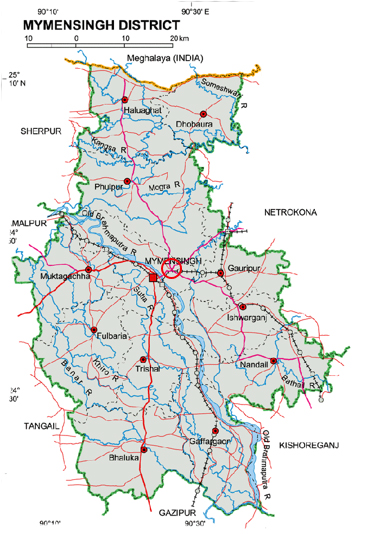 90°10'
90°30' E
MYMENSINGH DISTRICT
10
0
10
20 km
Meghalaya (INDIA)
25°
10' N
Someshwari R
Haluaghat
Dhobaura
SHERPUR
Kangsa R
Phulpur
Mogra R
NETROKONA
MALPUR
Old Brahmaputra R
MYMENSINGH
Muktagachha
Gauripur
Sutia R
Ishwarganj
Fulbaria
Trishal
Nandail
Banar R
Khiro R
Bathail R
30'
TANGAIL
Gaffargaon
Old Brahmaputra R
KISHOREGANJ
Bhaluka
GAZIPUR
90°10'
90°30'